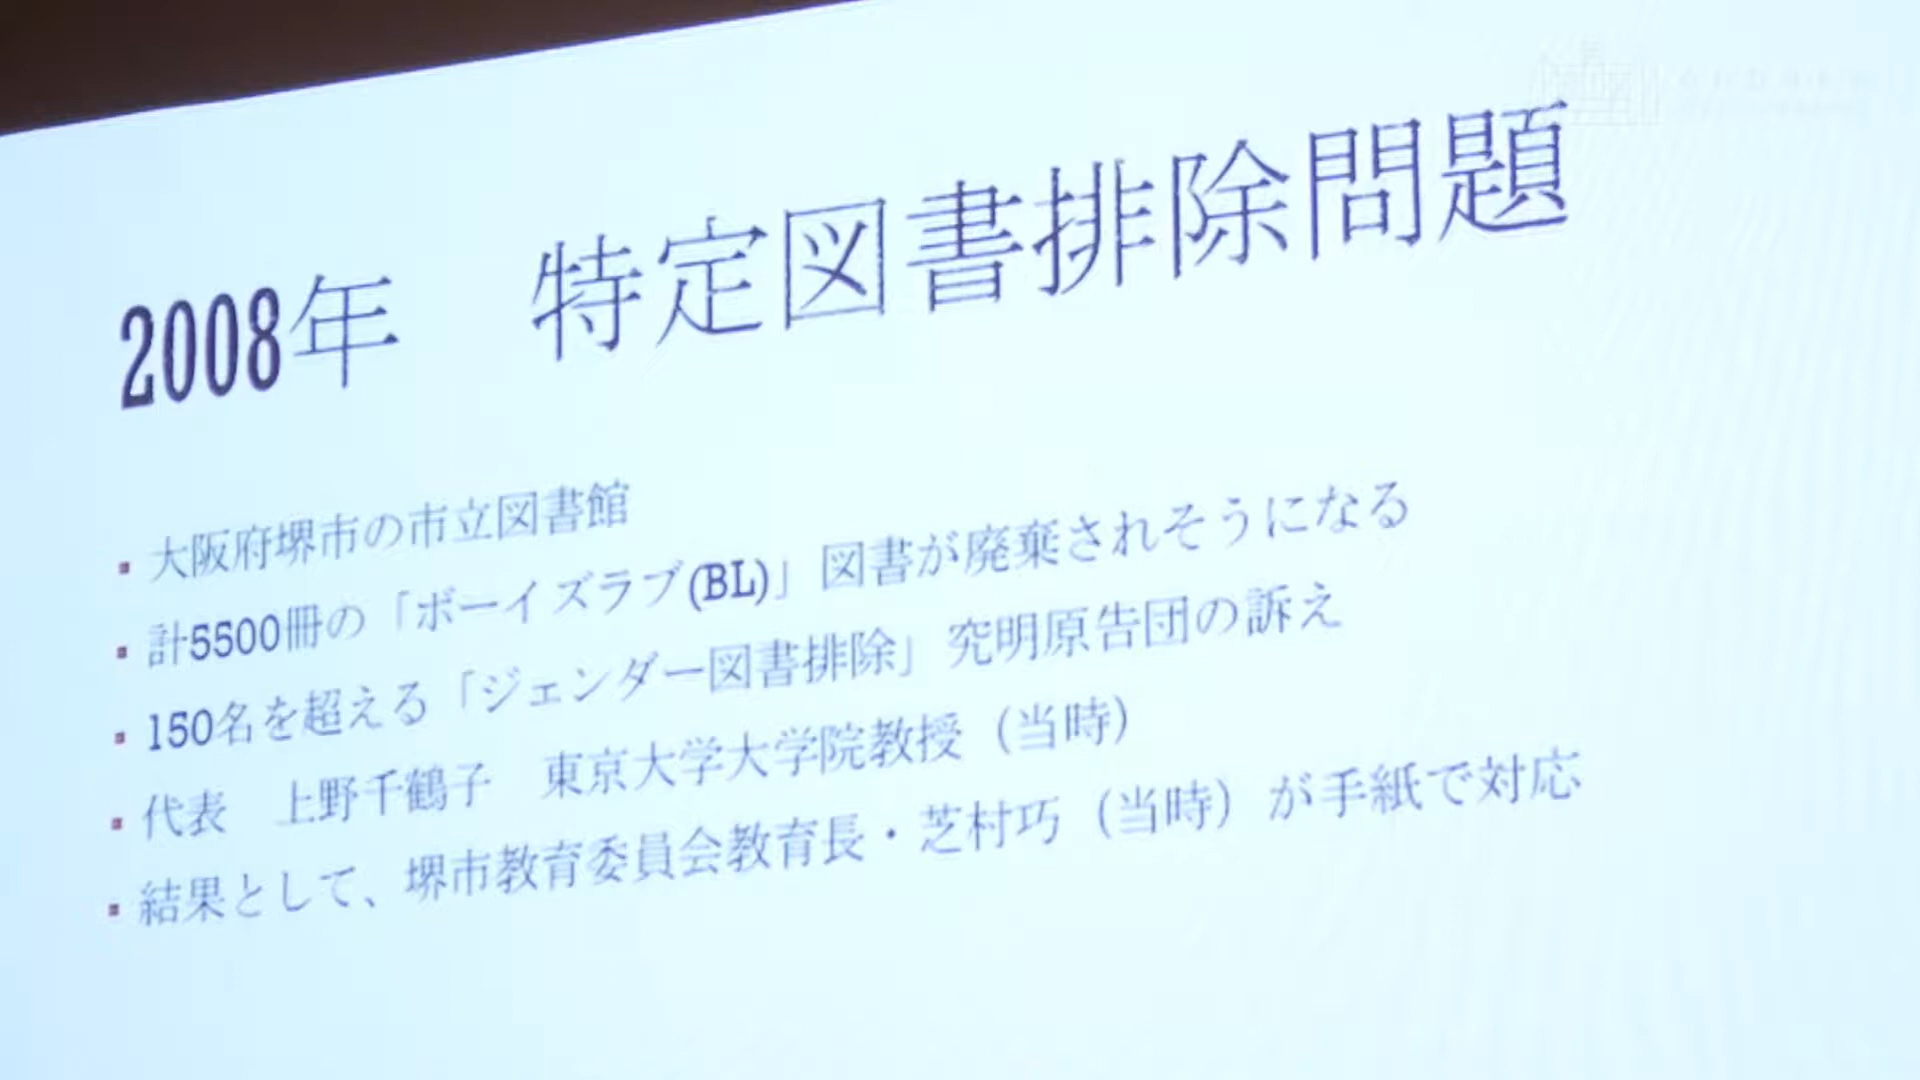 2008年　特定図書排除問題
▪ 大阪府堺市の市立図書館
▪ 計5500冊の「ボーイズラブ(BL)」図書が廃棄されそうになる
▪ 150名を超える「ジェンダー図書排除」究明原告団の訴え
▪ 代表　上野千鶴子　東京大学大学院教授（当時）
▪ 結果として、堺市教育委員会教育長・芝村巧（当時）が手紙で対応